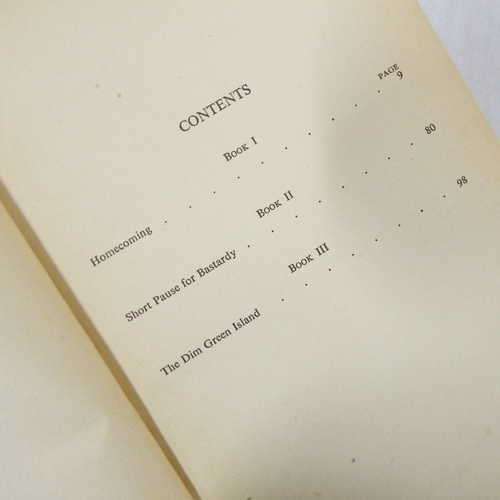 CONTENTS
PAGE
Book I
Homecoming . . . . . . . . . . 9
Book II
Short Pause for Bastardy . . . . . . . . 80
Book III
The Dim Green Island . . . . . . . . 98